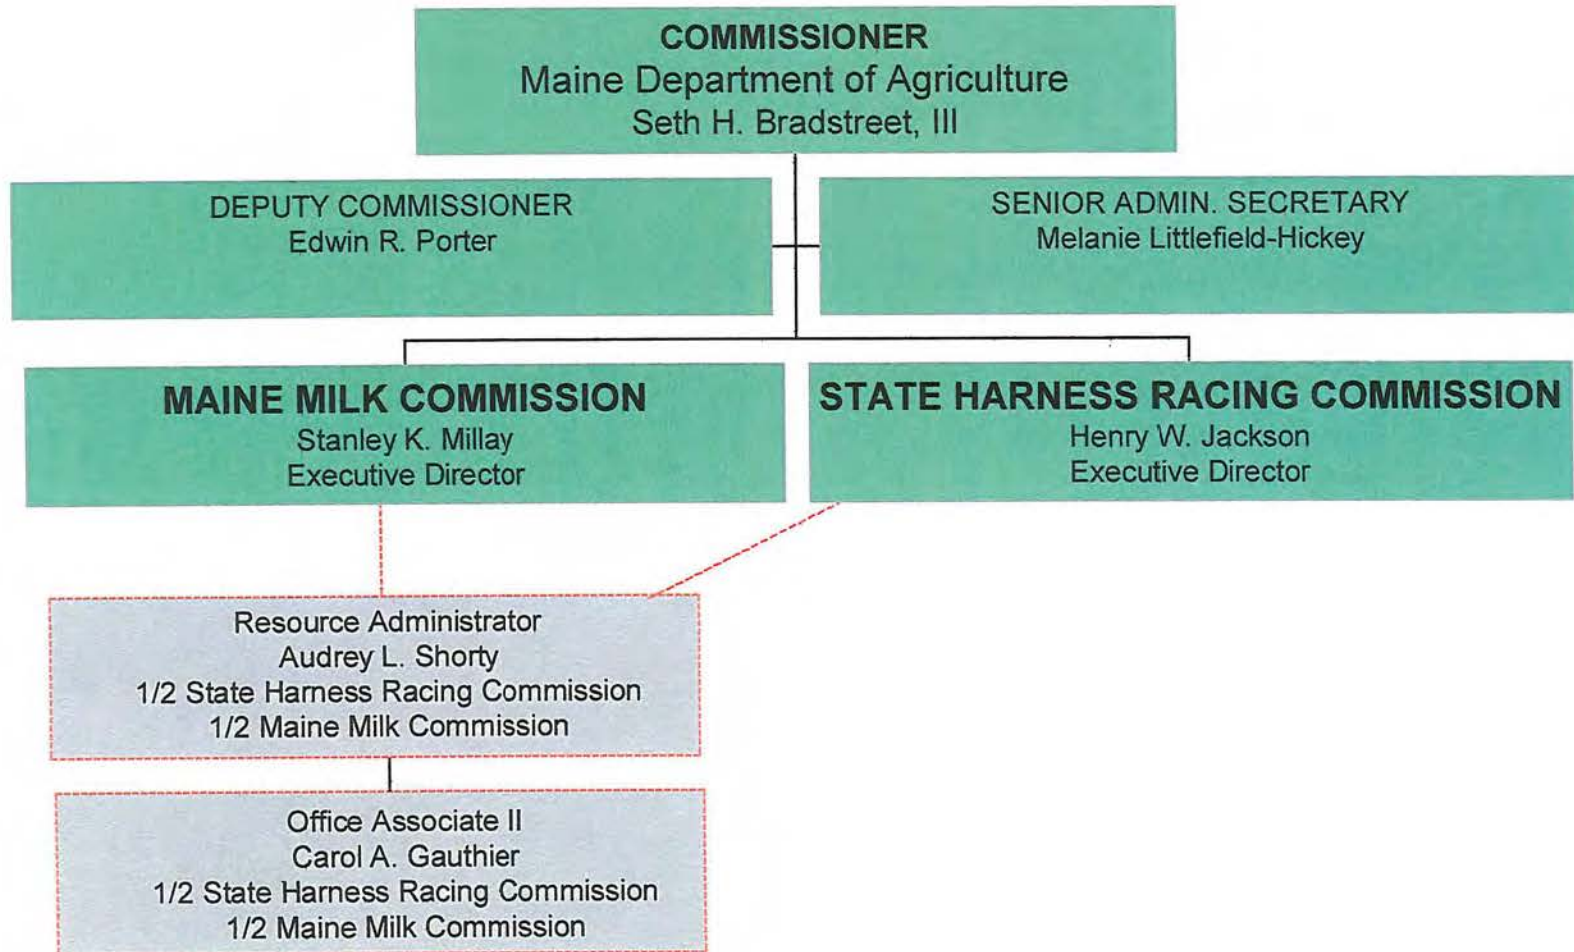 COMMISSIONER
Maine Department of Agriculture
Seth H. Bradstreet, III
DEPUTY COMMISSIONER
Edwin R. Porter
SENIOR ADMIN. SECRETARY
Melanie Littlefield-Hickey
MAINE MILK COMMISSION
Stanley K. Millay
Executive Director
STATE HARNESS RACING COMMISSION
Henry W. Jackson
Executive Director
Resource Administrator
Audrey L. Shorty
1/2 State Harness Racing Commission
1/2 Maine Milk Commission
Office Associate II
Carol A. Gauthier
1/2 State Harness Racing Commission
1/2 Maine Milk Commission